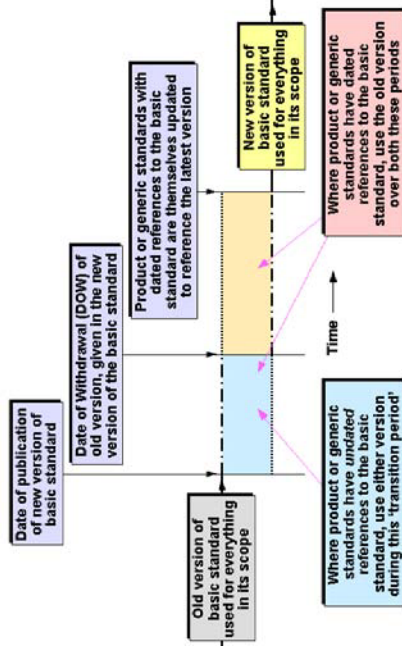 Date of publication
of new version of
basic standard
Date of Withdrawal (DOW) of
old version, given in the new
version of the basic standard
Product or generic standards with
dated references to the basic
standard are themselves updated
to reference the latest version
Old version of
basic standard
used for everything
in its scope
New version of
basic standard
used for everything
in its scope
Time
Where product or generic
standards have undated
references to the basic
standard, use either version
during this 'transition period'
Where product or generic
standards have dated
references to the basic
standard, use the old version
over both these periods